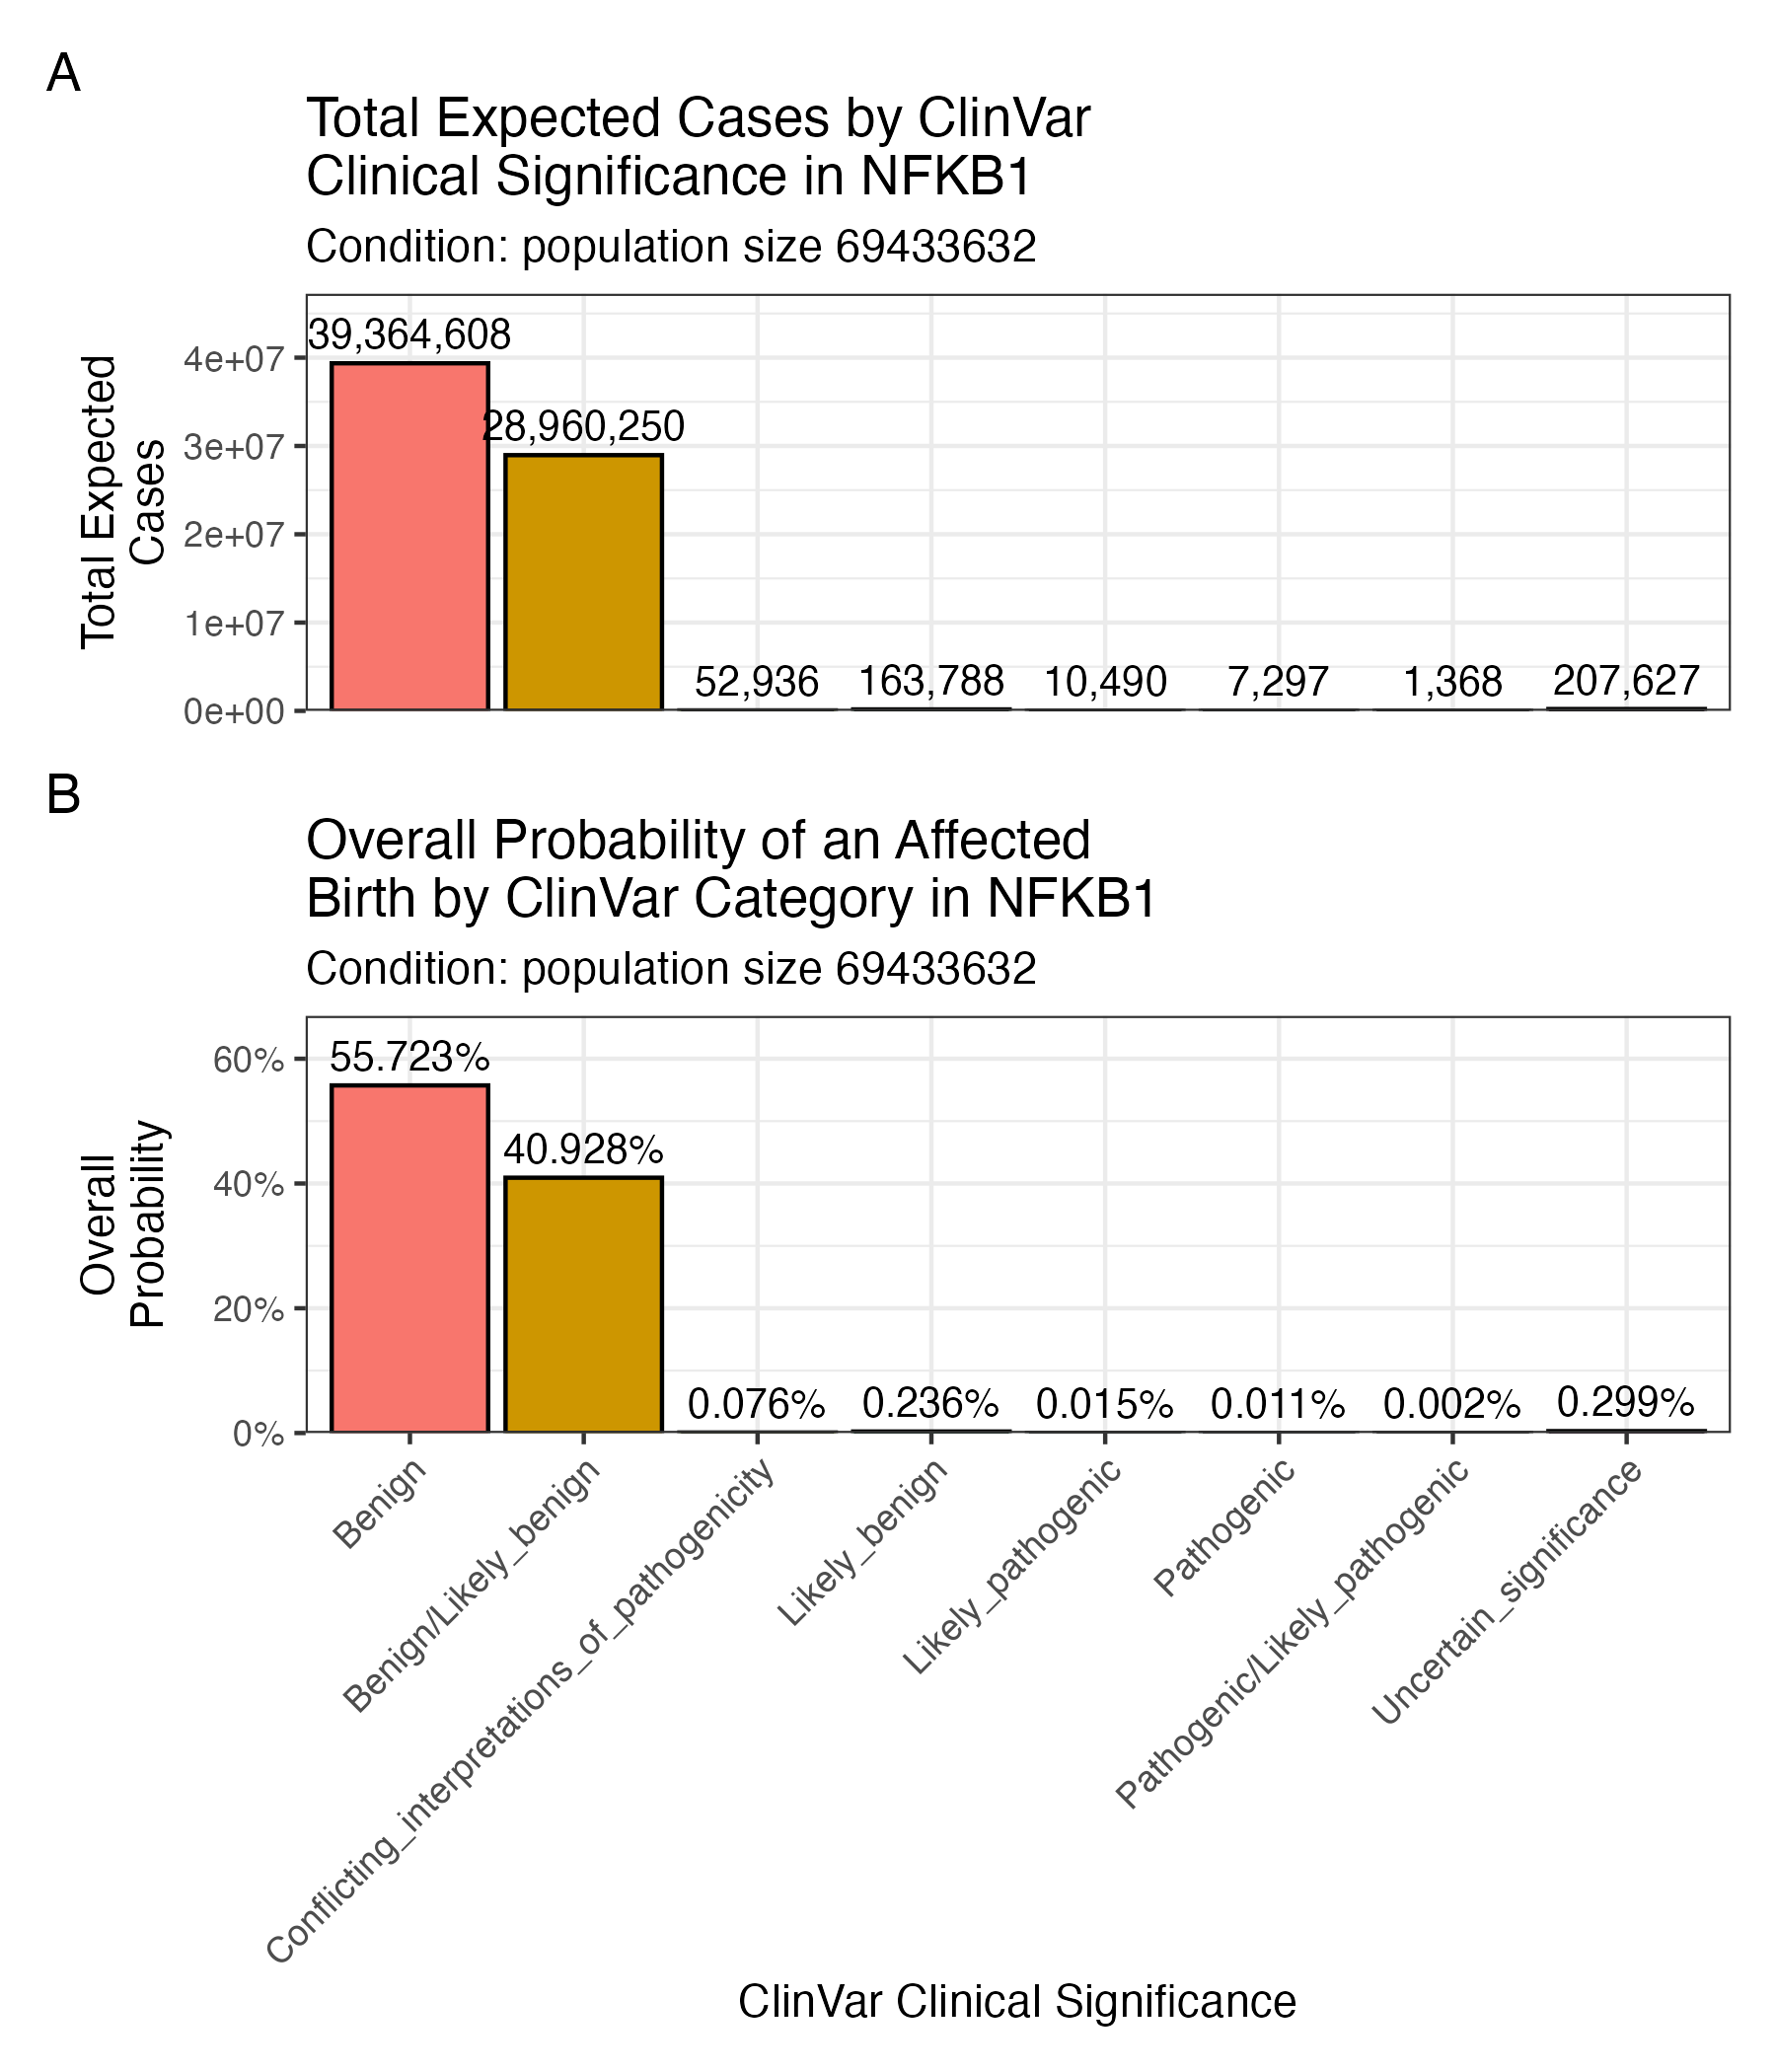 A
Total Expected Cases by ClinVar
Clinical Significance in NFKB1
Condition: population size 69433632
Total Expected
Cases
4e+07
3e+07
2e+07
1e+07
0e+00
39,364,608
28,960,250
52,936
163,788
10,490
7,297
1,368
207,627
B
Overall Probability of an Affected
Birth by ClinVar Category in NFKB1
Condition: population size 69433632
Overall
Probability
60%
40%
20%
0%
55.723%
40.928%
0.076%
0.236%
0.015%
0.011%
0.002%
0.299%
Benign
Benign/Likely_benign
Conflicting_interpretations_of_pathogenicity
Likely_benign
Likely_pathogenic
Pathogenic
Pathogenic/Likely_pathogenic
Uncertain_significance
ClinVar Clinical Significance